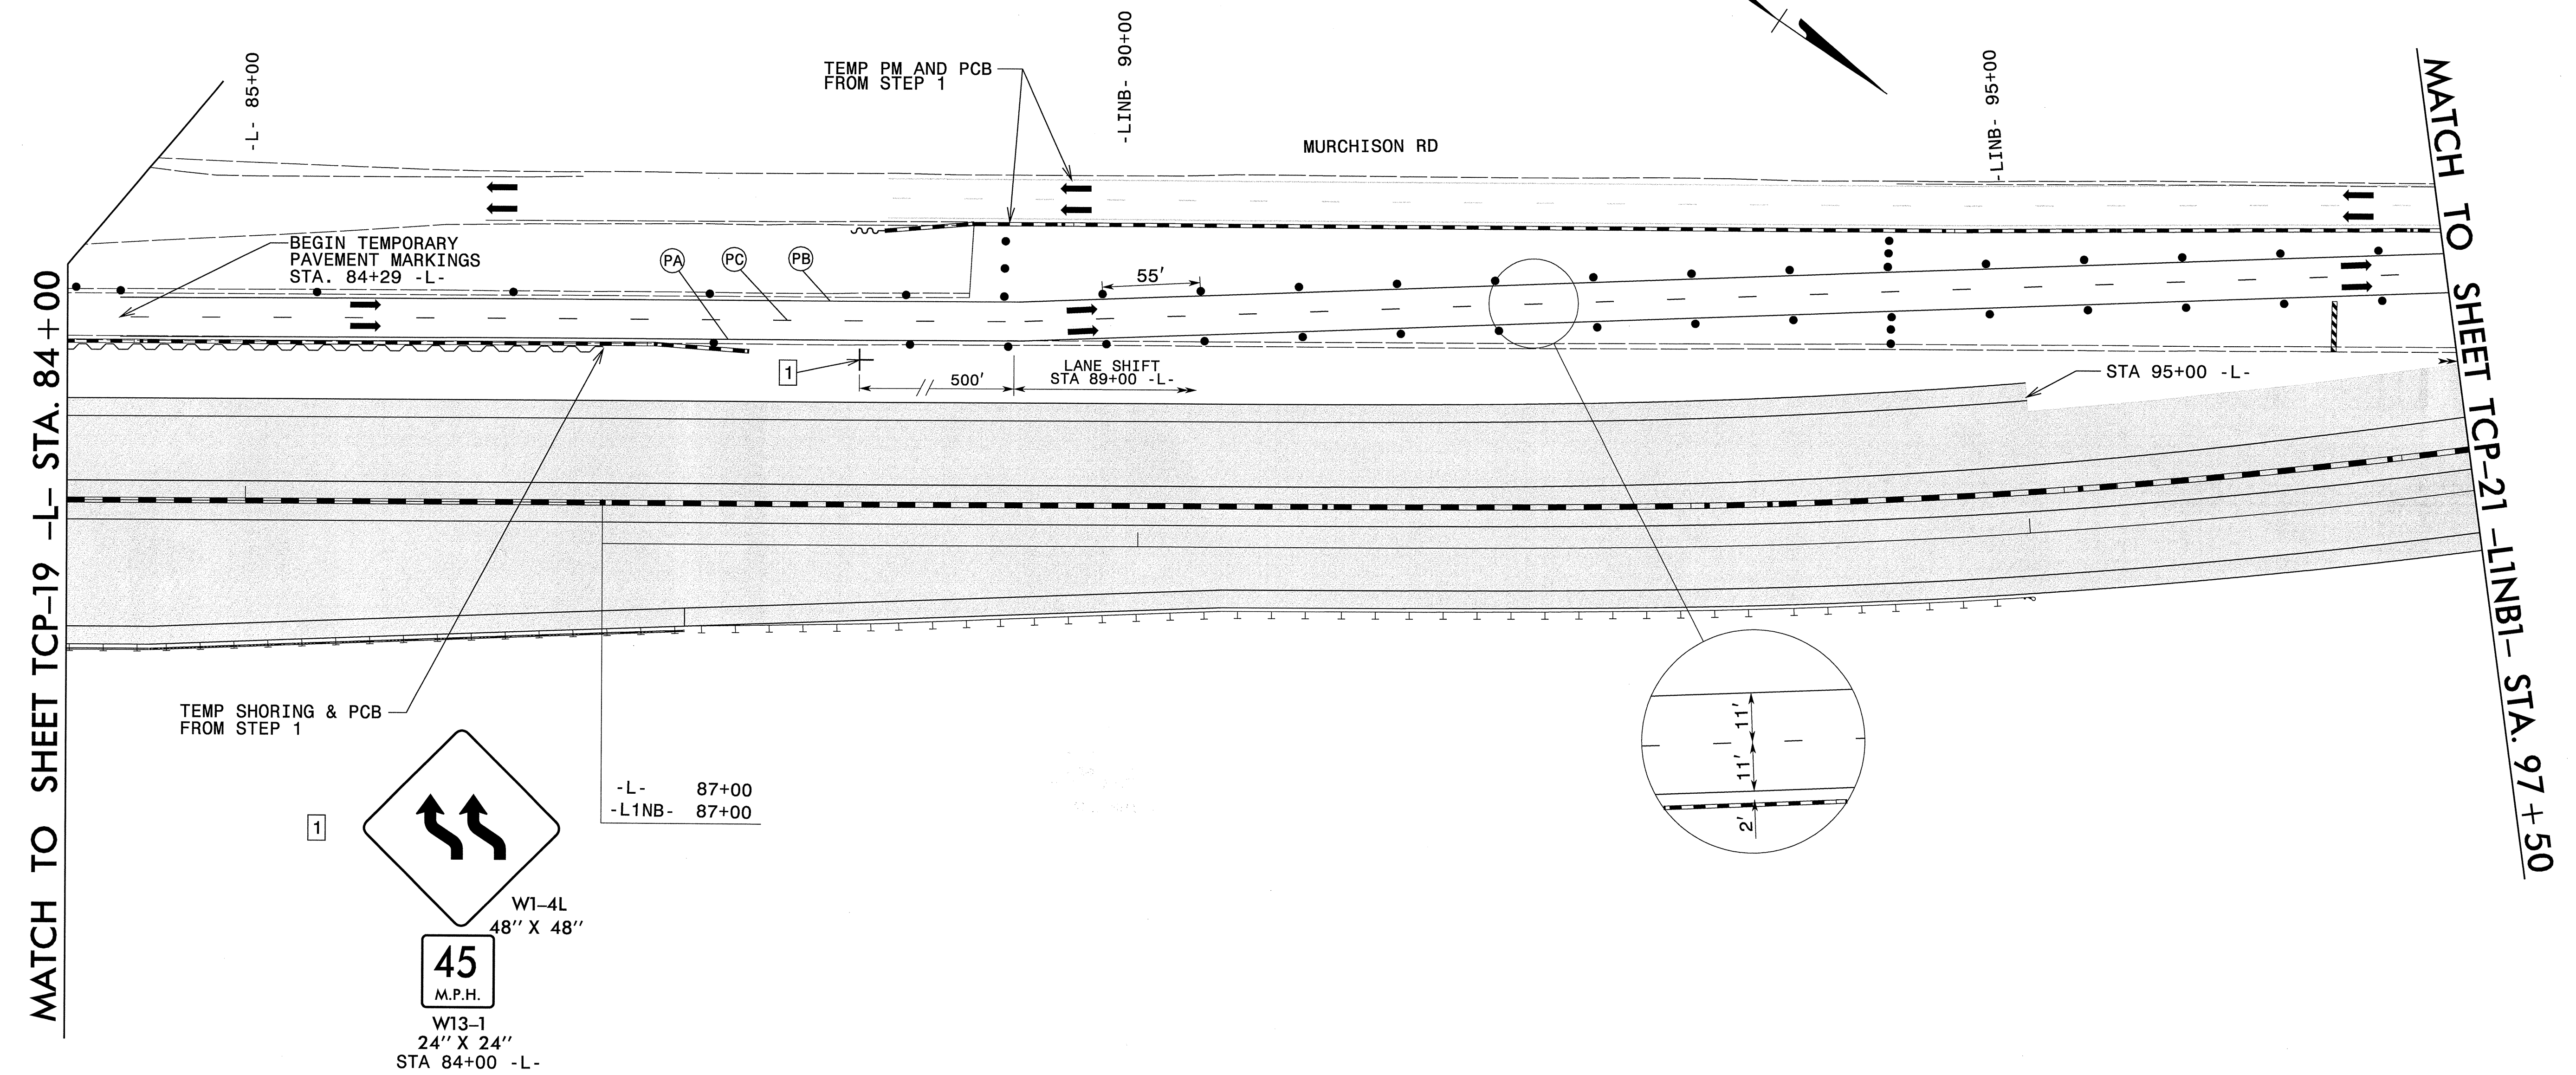 -L- 85+00
TEMP PM AND PCB
FROM STEP 1
-LINB- 90+00
MURCHISON RD
-LINB- 95+00
MATCH TO SHEET TCP-19 -L- STA. 84+00
MATCH TO SHEET TCP-21 -L1NB1- STA. 97+50
BEGIN TEMPORARY
PAVEMENT MARKINGS
STA. 84+29 -L-
PA
PC
PB
55'
1
500'
LANE SHIFT
STA 89+00 -L-
STA 95+00 -L-
TEMP SHORING & PCB
FROM STEP 1
-L- 87+00
-L1NB- 87+00
11'
11'
2'
1
W1-4L
48'' X 48''
45
M.P.H.
W13-1
24'' X 24''
STA 84+00 -L-